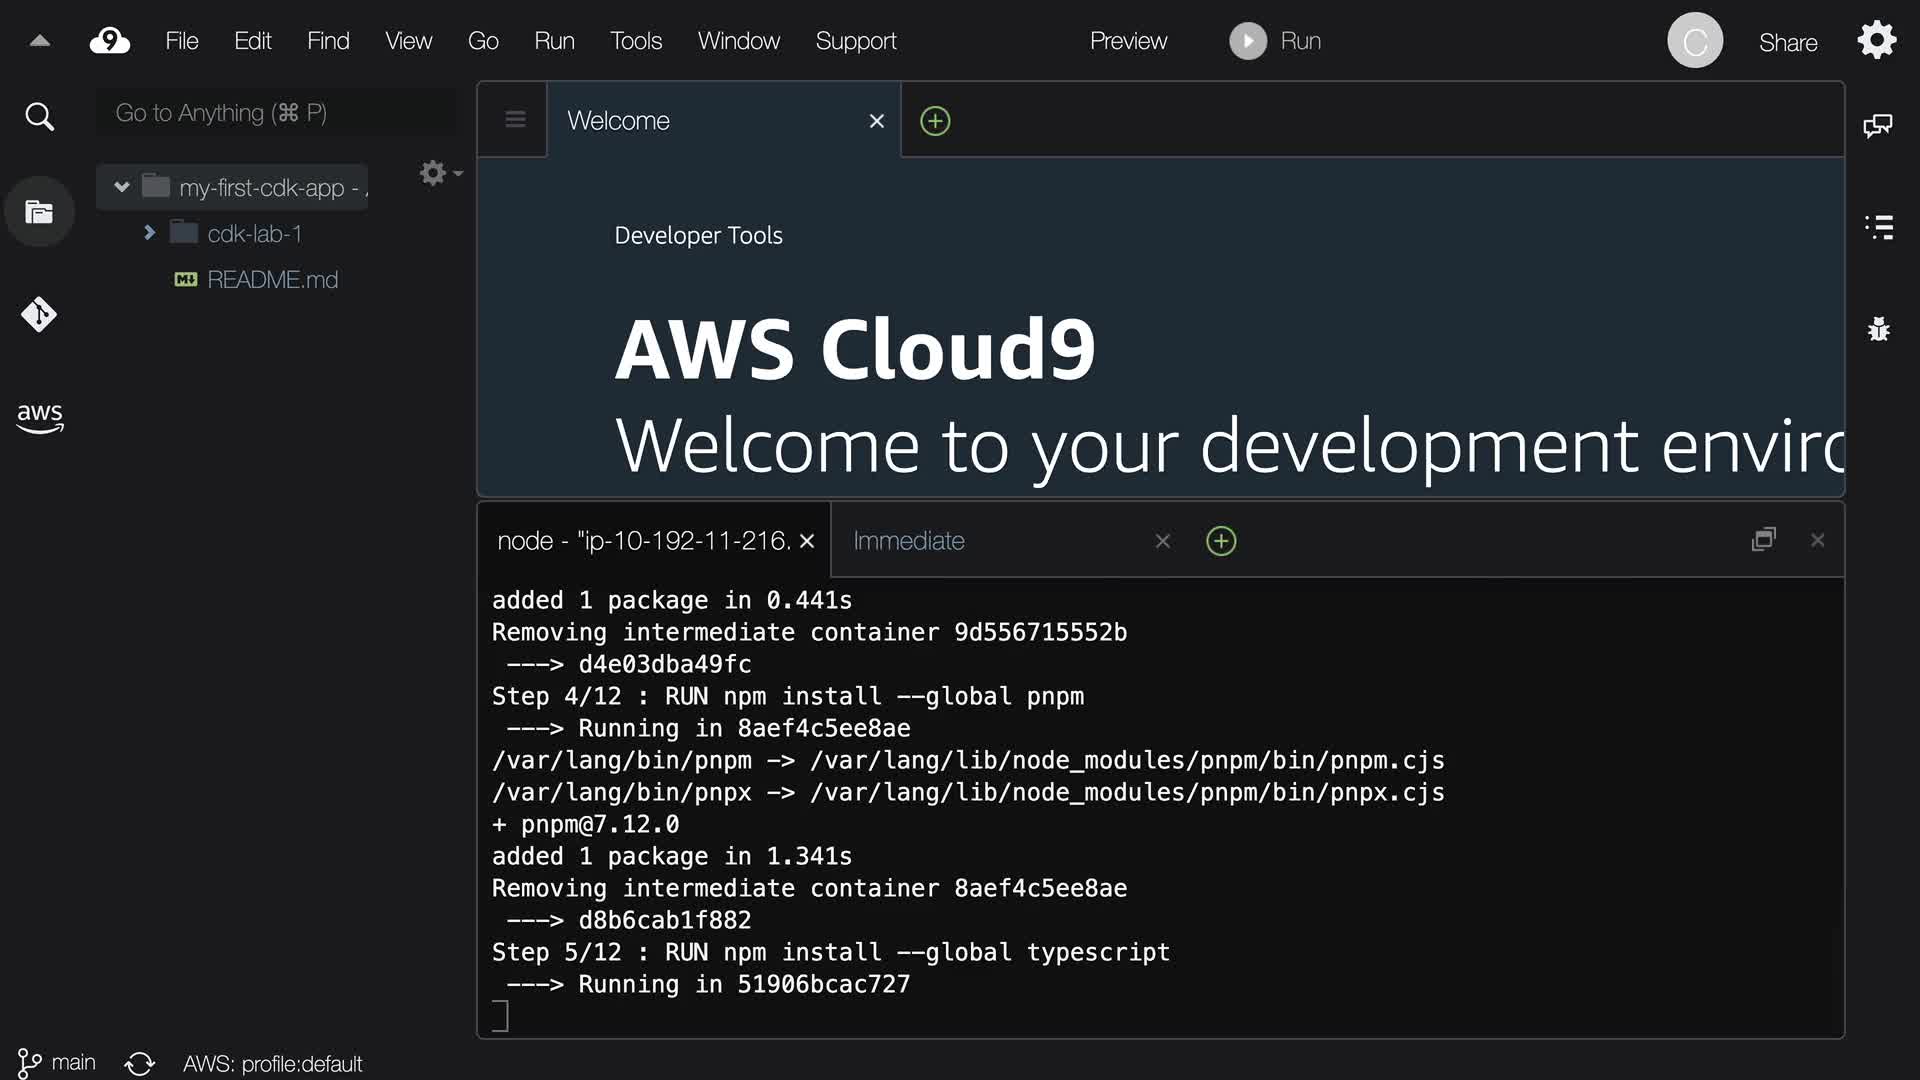 9 File Edit Find View Go Run Tools Window Support Preview Run C Share
Go to Anything (⌘ P)
Welcome
my-first-cdk-app -
cdk-lab-1
README.md
aws
Developer Tools
AWS Cloud9
Welcome to your development enviro
node - "ip-10-192-11-216. Immediate
added 1 package in 0.441s
Removing intermediate container 9d556715552b
---> d4e03dba49fc
Step 4/12 : RUN npm install --global pnpm
---> Running in 8aef4c5ee8ae
/var/lang/bin/pnpm -> /var/lang/lib/node_modules/pnpm/bin/pnpm.cjs
/var/lang/bin/pnpx -> /var/lang/lib/node_modules/pnpm/bin/pnpx.cjs
+ pnpm@7.12.0
added 1 package in 1.341s
Removing intermediate container 8aef4c5ee8ae
---> d8b6cab1f882
Step 5/12 : RUN npm install --global typescript
---> Running in 51906bcac727
main AWS: profile:default